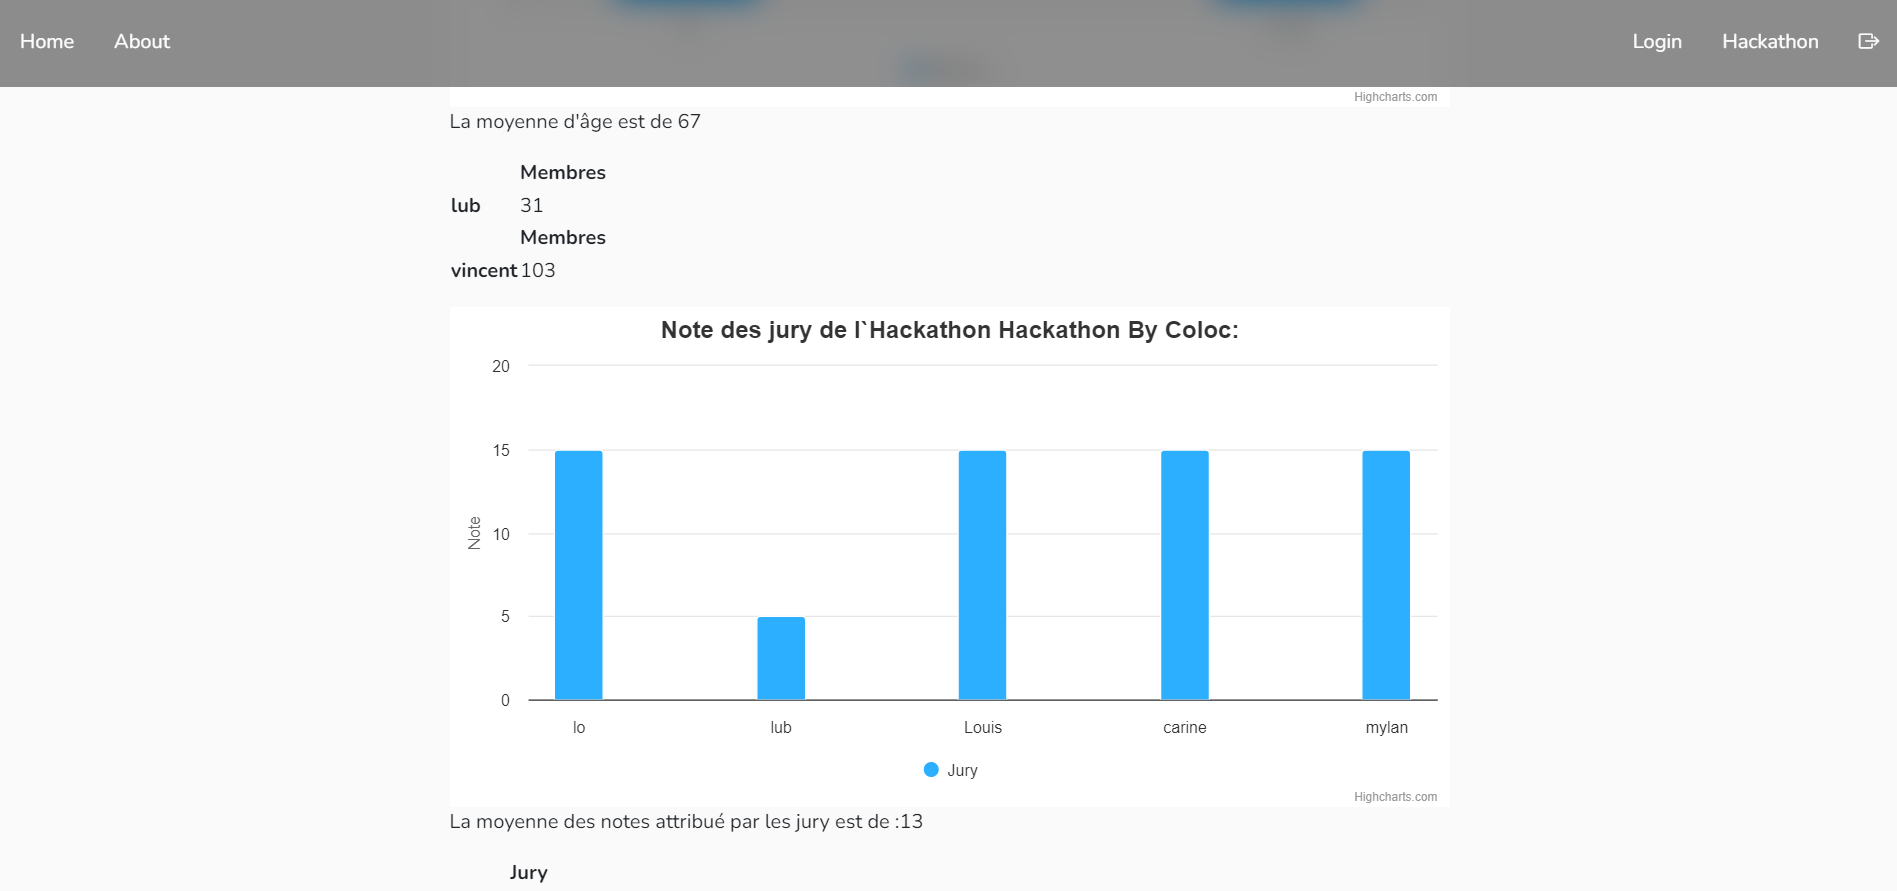 Home About Login Hackathon
Highcharts.com
La moyenne d'âge est de 67
Membres
lub 31
Membres
vincent 103
Note des jury de l`Hackathon Hackathon By Coloc:
20
15
10
5
0
Note
lo lub Louis carine mylan
Jury
Highcharts.com
La moyenne des notes attribué par les jury est de :13
Jury